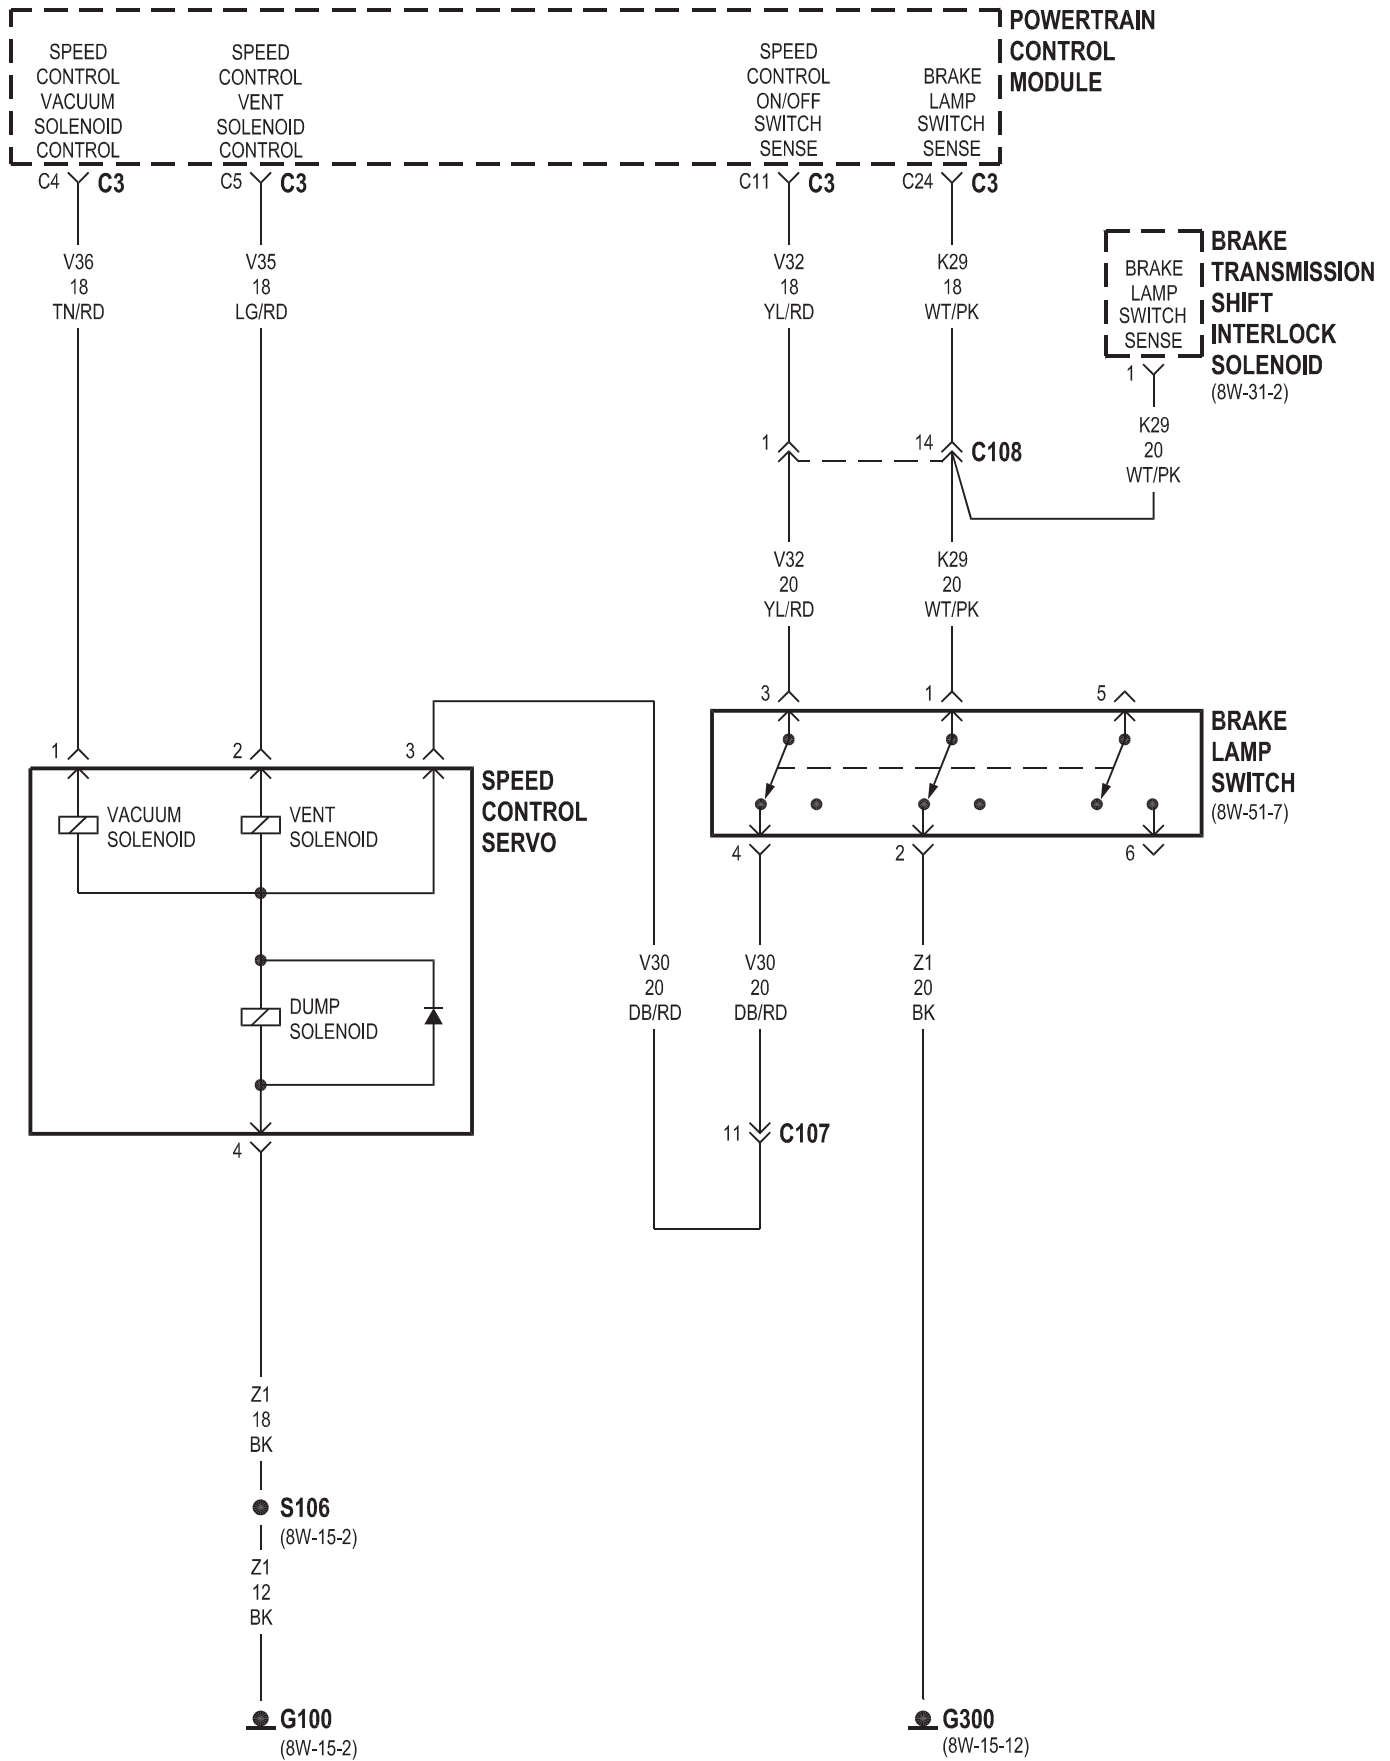 POWERTRAIN
CONTROL
MODULE
SPEED
CONTROL
VACUUM
SOLENOID
CONTROL
SPEED
CONTROL
VENT
SOLENOID
CONTROL
SPEED
CONTROL
ON/OFF
SWITCH
SENSE
BRAKE
LAMP
SWITCH
SENSE
C4 C3
C5 C3
C11 C3
C24 C3
V36
18
TN/RD
V35
18
LG/RD
V32
18
YL/RD
K29
18
WT/PK
BRAKE
LAMP
SWITCH
SENSE
BRAKE
TRANSMISSION
SHIFT
INTERLOCK
SOLENOID
(8W-31-2)
1
K29
20
WT/PK
1
14 C108
V32
20
YL/RD
K29
20
WT/PK
3
1
5
BRAKE
LAMP
SWITCH
(8W-51-7)
4
2
6
1
2
3
SPEED
CONTROL
SERVO
VACUUM
SOLENOID
VENT
SOLENOID
DUMP
SOLENOID
4
V30
20
DB/RD
V30
20
DB/RD
Z1
20
BK
11 C107
Z1
18
BK
S106
(8W-15-2)
Z1
12
BK
G100
(8W-15-2)
G300
(8W-15-12)